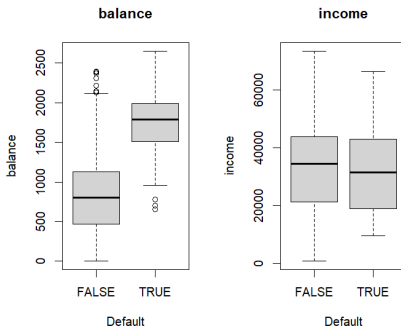 balance
balance
0
500
1000
1500
2000
2500
FALSE
TRUE
Default
income
income
0
20000
40000
60000
FALSE
TRUE
Default